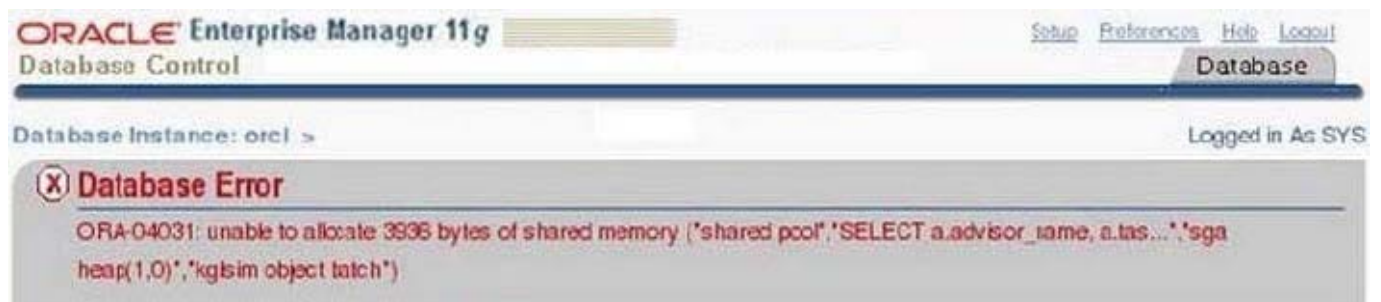 ORACLE Enterprise Manager 11g
Setup Preferences Help Logout
Database Control
Database
Database Instance: orcl >
Logged in As SYS
Database Error
ORA-04031: unable to allocate 3936 bytes of shared memory ("shared pool","SELECT a.advisor_name, a.tas...","sga
heap(1,0)","kglsim object batch")